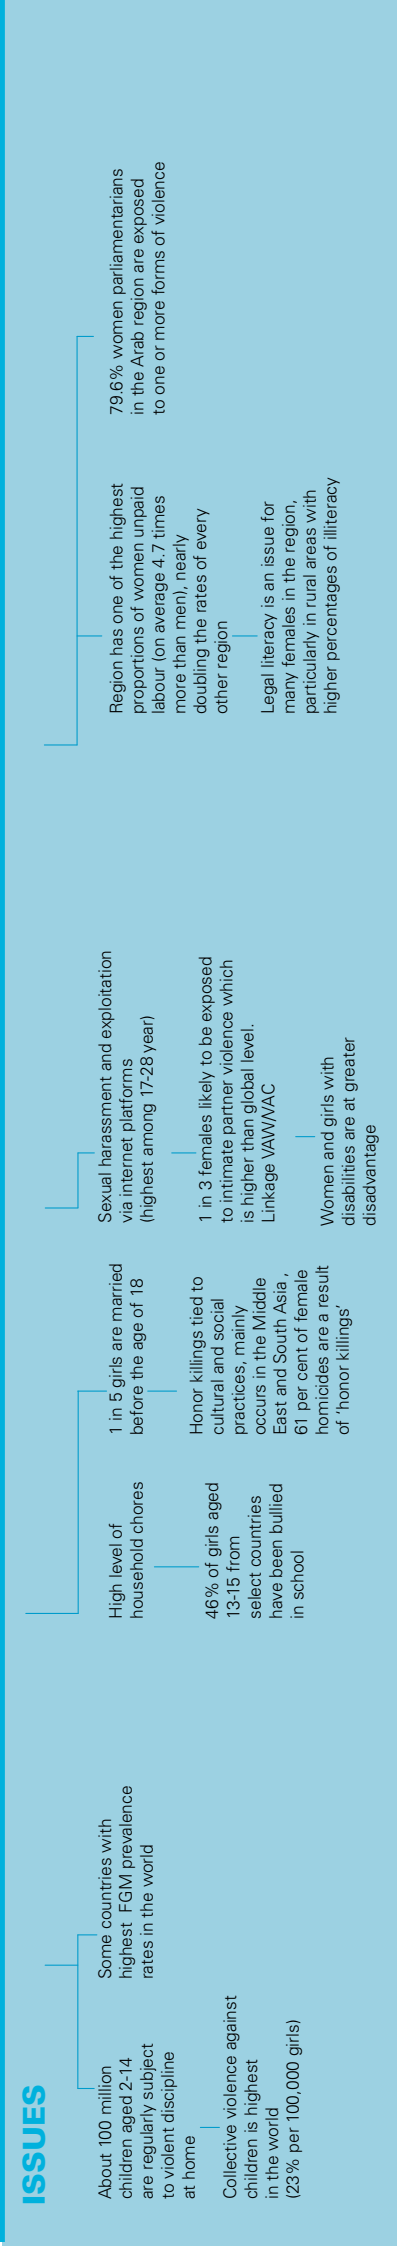 ISSUES
About 100 million
children aged 2-14
are regularly subject
to violent discipline
at home
Collective violence against
children is highest
in the world
(23% per 100,000 girls)
Some countries with
highest FGM prevalence
rates in the world
High level of
household chores
46% of girls aged
13-15 from
select countries
have been bullied
in school
1 in 5 girls are married
before the age of 18
Honor killings tied to
cultural and social
practices, mainly
occurs in the Middle
East and South Asia ,
61 per cent of female
homicides are a result
of ‘honor killings’
Sexual harassment and exploitation
via internet platforms
(highest among 17-28 year)
1 in 3 females likely to be exposed
to intimate partner violence which
is higher than global level.
Linkage VAW/VAC
Women and girls with
disabilities are at greater
disadvantage
Region has one of the highest
proportions of women unpaid
labour (on average 4.7 times
more than men), nearly
doubling the rates of every
other region
Legal literacy is an issue for
many females in the region,
particularly in rural areas with
higher percentages of illiteracy
79.6% women parliamentarians
in the Arab region are exposed
to one or more forms of violence